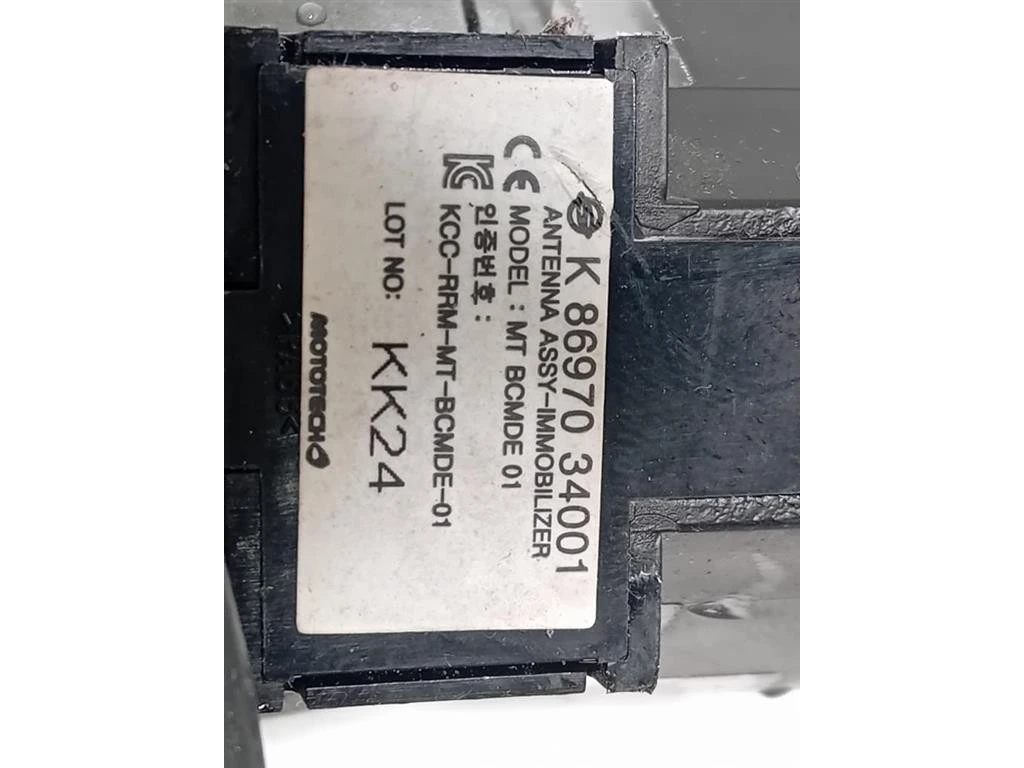 K 86970 34001
ANTENNA ASSY-IMMOBILIZER
CE MODEL : MT BCMDE 01
인증번호 :
KCC-RRM-MT-BCMDE-01
LOT NO: KK24
MOTOTECH